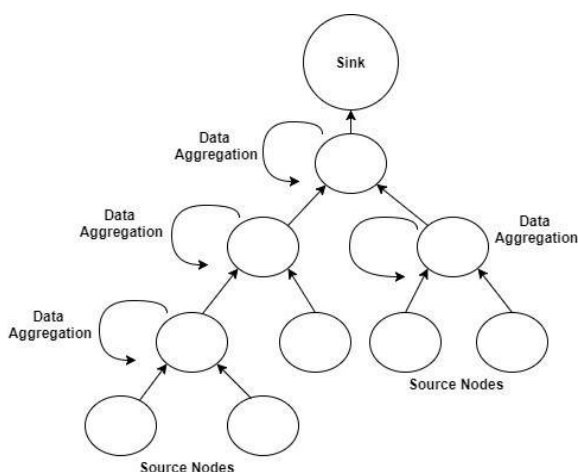 Sink
Data
Aggregation
Data
Aggregation
Data
Aggregation
Data
Aggregation
Source Nodes
Source Nodes